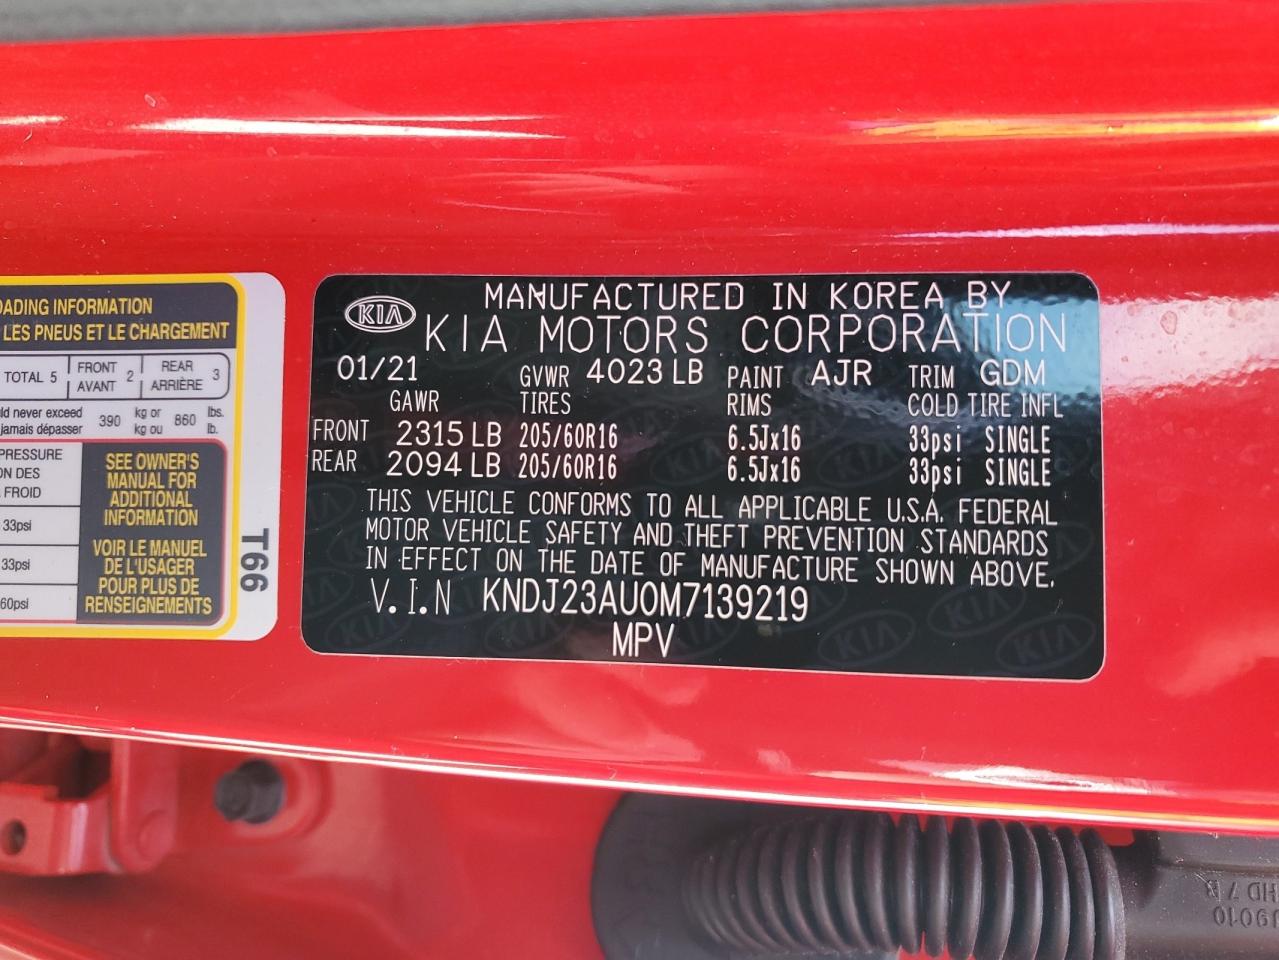 OADING INFORMATION
LES PNEUS ET LE CHARGEMENT
TOTAL 5 FRONT AVANT 2 REAR ARRIÈRE 3
ld never exceed
jamais dépasser 390 kg or kg ou 860 lbs. lb.
PRESSURE
ON DES
FROID
33psi
33psi
60psi
SEE OWNER'S
MANUAL FOR
ADDITIONAL
INFORMATION
VOIR LE MANUEL
DE L'USAGER
POUR PLUS DE
RENSEIGNEMENTS
T66
KIA
MANUFACTURED IN KOREA BY
KIA MOTORS CORPORATION
01/21 GVWR 4023 LB PAINT AJR TRIM GDM
GAWR TIRES RIMS COLD TIRE INFL
FRONT 2315 LB 205/60R16 6.5Jx16 33psi SINGLE
REAR 2094 LB 205/60R16 6.5Jx16 33psi SINGLE
THIS VEHICLE CONFORMS TO ALL APPLICABLE U.S.A. FEDERAL
MOTOR VEHICLE SAFETY AND THEFT PREVENTION STANDARDS
IN EFFECT ON THE DATE OF MANUFACTURE SHOWN ABOVE.
V.I.N KNDJ23AU0M7139219
MPV